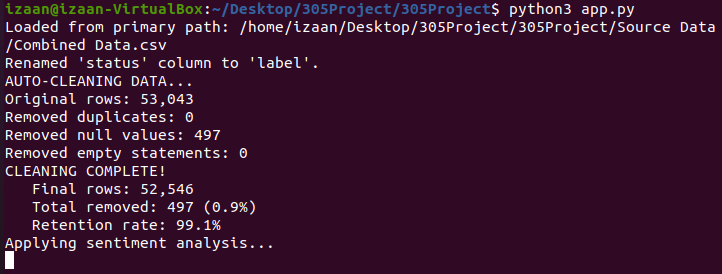 izaan@izaan-VirtualBox:~/Desktop/305Project/305Project$ python3 app.py
Loaded from primary path: /home/izaan/Desktop/305Project/305Project/Source Data
/Combined Data.csv
Renamed 'status' column to 'label'.
AUTO-CLEANING DATA...
Original rows: 53,043
Removed duplicates: 0
Removed null values: 497
Removed empty statements: 0
CLEANING COMPLETE!
   Final rows: 52,546
   Total removed: 497 (0.9%)
   Retention rate: 99.1%
Applying sentiment analysis...